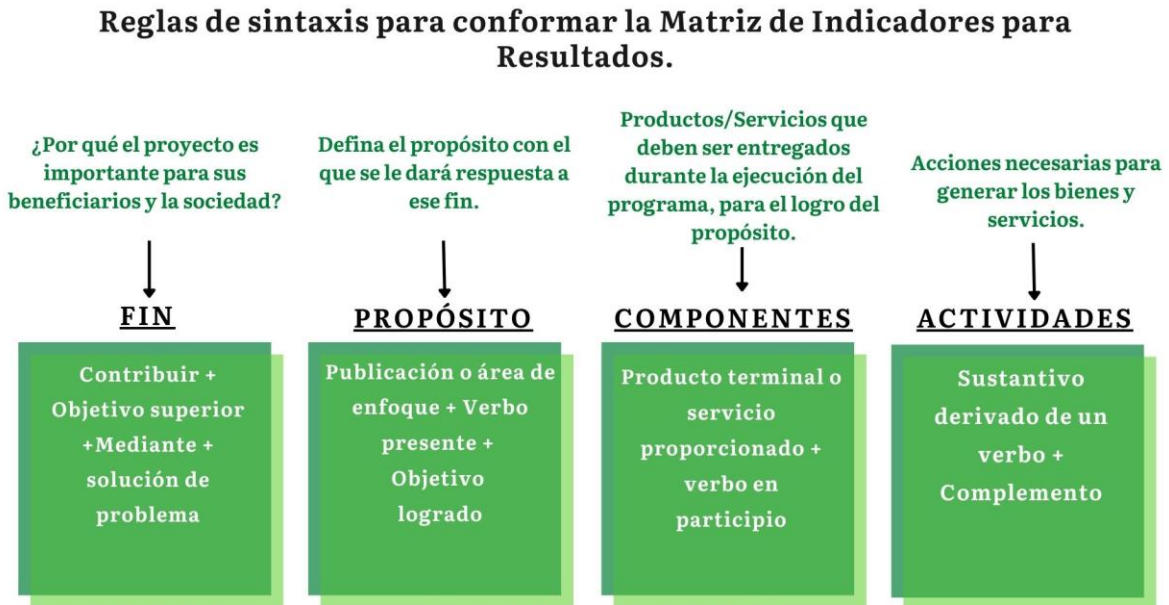 Reglas de sintaxis para conformar la Matriz de Indicadores para
Resultados.
¿Por qué el proyecto es
importante para sus
beneficiarios y la sociedad?
FIN
Contribuir +
Objetivo superior
+Mediante +
solución de
problema
Defina el propósito con el
que se le dará respuesta a
ese fin.
PROPÓSITO
Publicación o área de
enfoque + Verbo
presente +
Objetivo
logrado
Productos/Servicios que
deben ser entregados
durante la ejecución del
programa, para el logro del
propósito.
COMPONENTES
Producto terminal o
servicio
proporcionado +
verbo en
participio
Acciones necesarias para
generar los bienes y
servicios.
ACTIVIDADES
Sustantivo
derivado de un
verbo +
Complemento